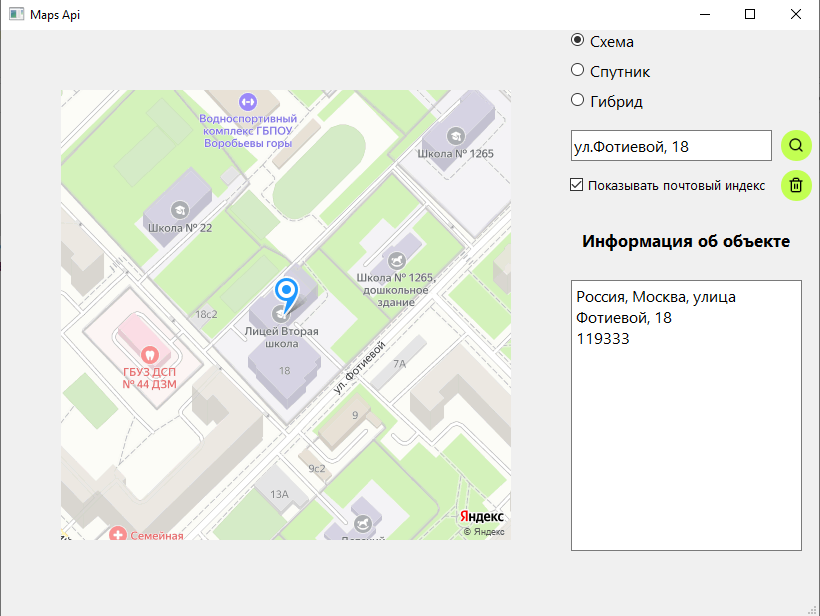 Maps Api
Схема
Спутник
Гибрид
ул.Фотиевой, 18
Показывать почтовый индекс
Информация об объекте
Россия, Москва, улица
Фотиевой, 18
119333
Водноспортивный
комплекс ГБПОУ
Воробьевы горы
Школа № 1265
Школа № 22
Школа № 1265,
дошкольное
здание
18с2
Лицей Вторая
школа
18
ГБУЗ ДСП
№ 44 ДЗМ
ул. Фотиевой
7А
9
9с2
13А
Семейная
Детский
Яндекс
© Яндекс